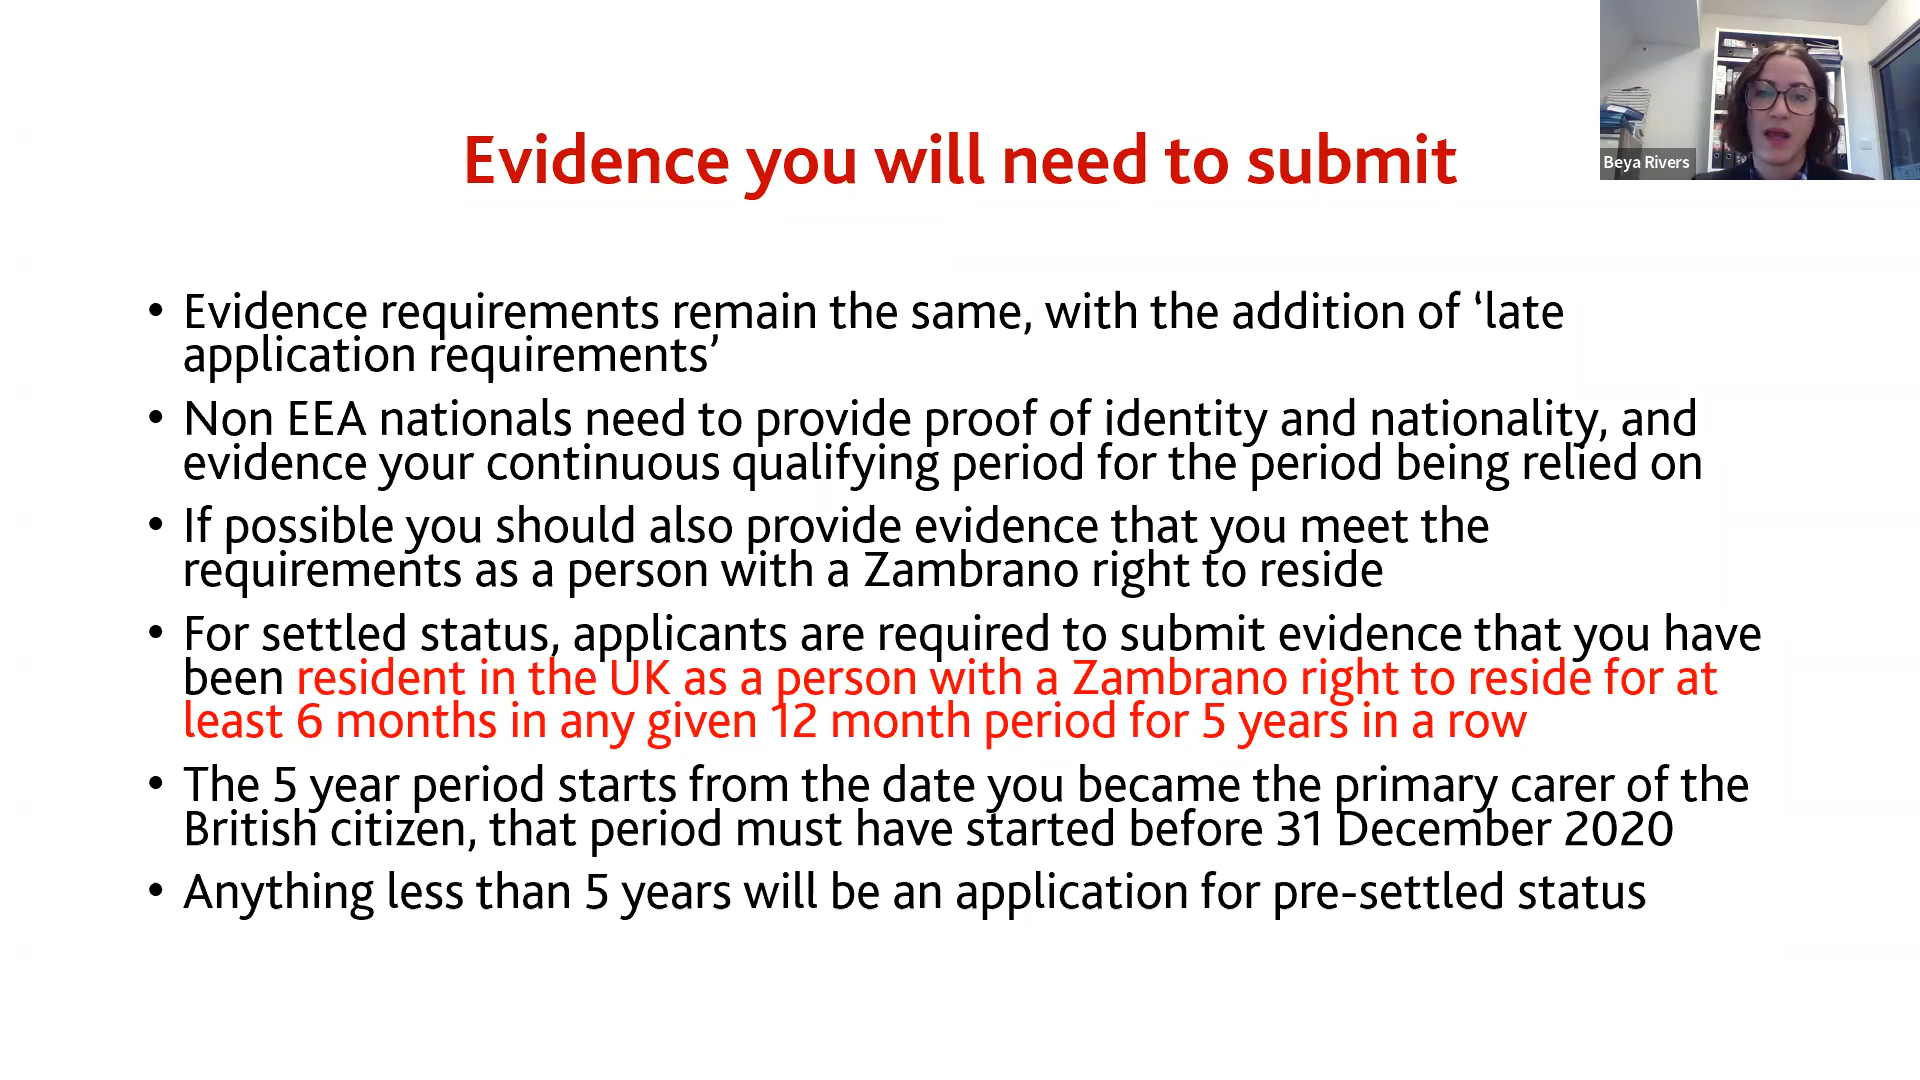 Evidence you will need to submit
Beya Rivers
• Evidence requirements remain the same, with the addition of ‘late
application requirements’
• Non EEA nationals need to provide proof of identity and nationality, and
evidence your continuous qualifying period for the period being relied on
• If possible you should also provide evidence that you meet the
requirements as a person with a Zambrano right to reside
• For settled status, applicants are required to submit evidence that you have
been resident in the UK as a person with a Zambrano right to reside for at
least 6 months in any given 12 month period for 5 years in a row
• The 5 year period starts from the date you became the primary carer of the
British citizen, that period must have started before 31 December 2020
• Anything less than 5 years will be an application for pre-settled status